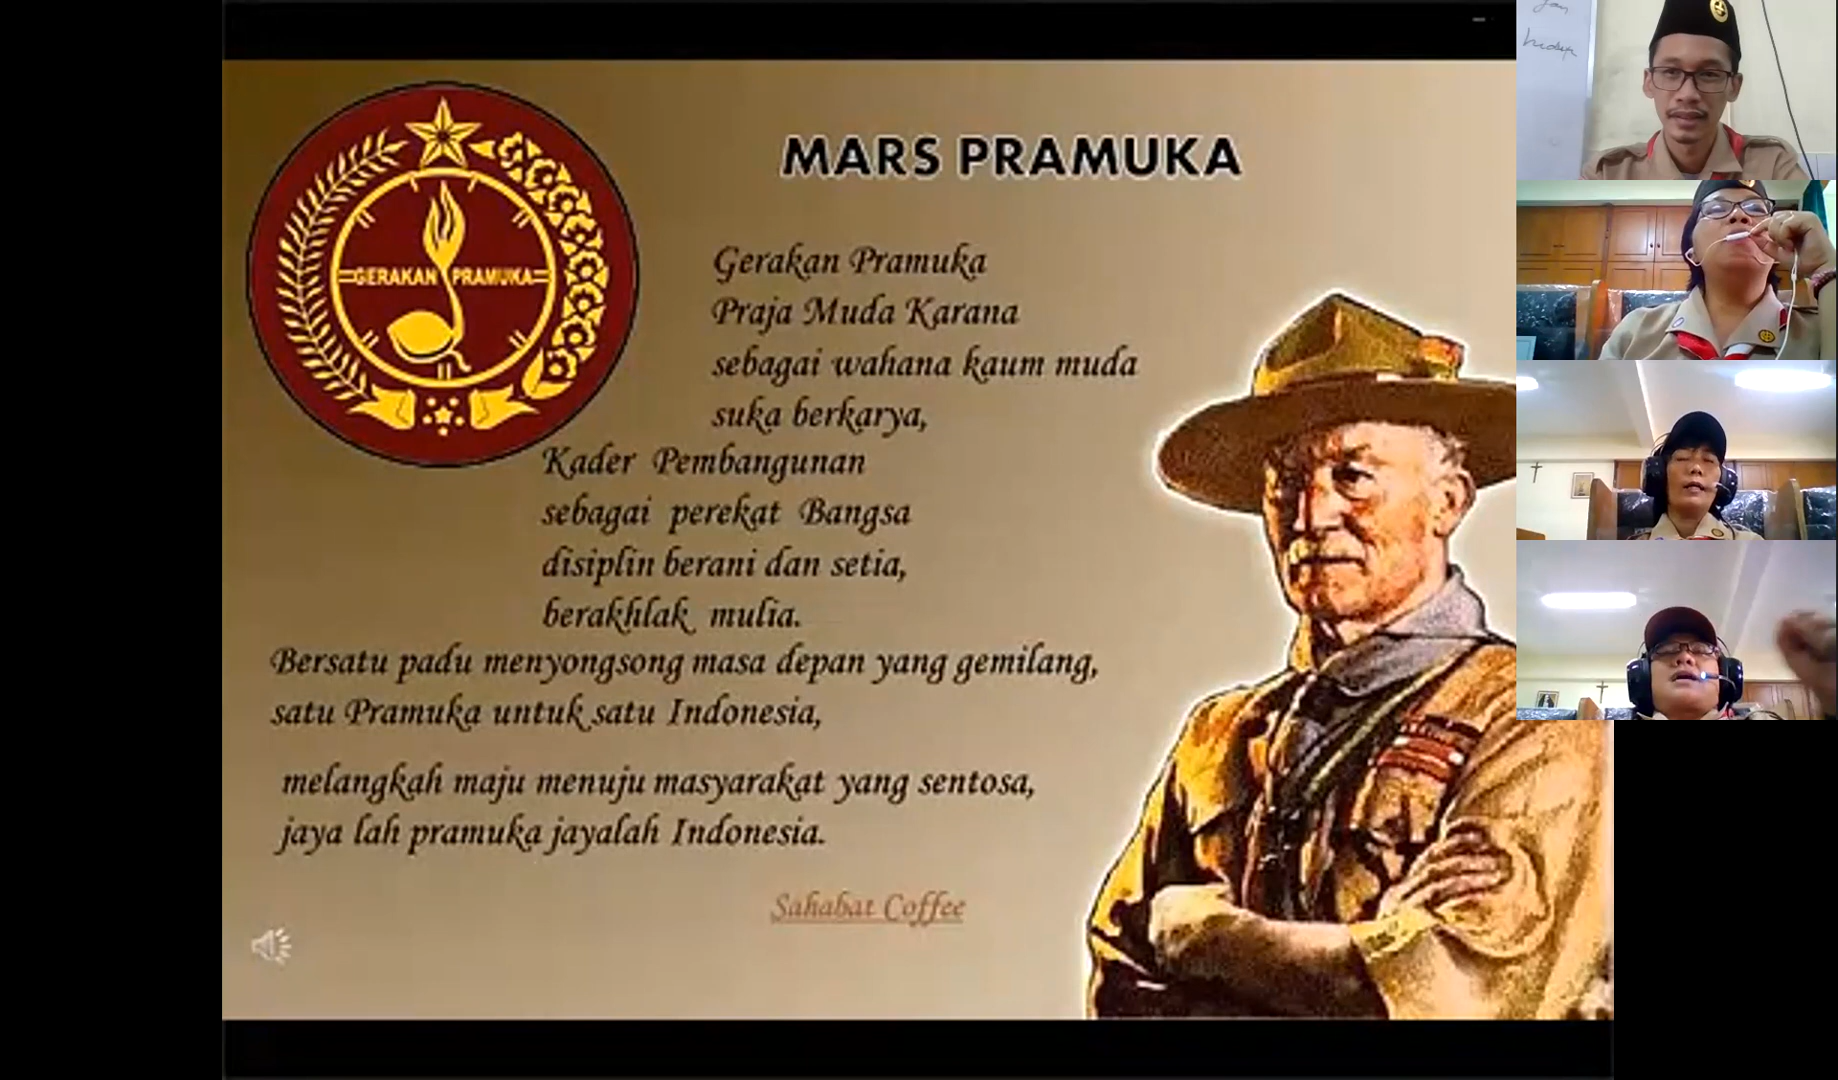 MARS PRAMUKA
GERAKAN PRAMUKA
Gerakan Pramuka
Praja Muda Karana
sebagai wahana kaum muda
suka berkarya,
Kader Pembangunan
sebagai perekat Bangsa
disiplin berani dan setia,
berakhlak mulia.
Bersatu padu menyongsong masa depan yang gemilang,
satu Pramuka untuk satu Indonesia,
melangkah maju menuju masyarakat yang sentosa,
jaya lah pramuka jayalah Indonesia.
Sahabat Coffee